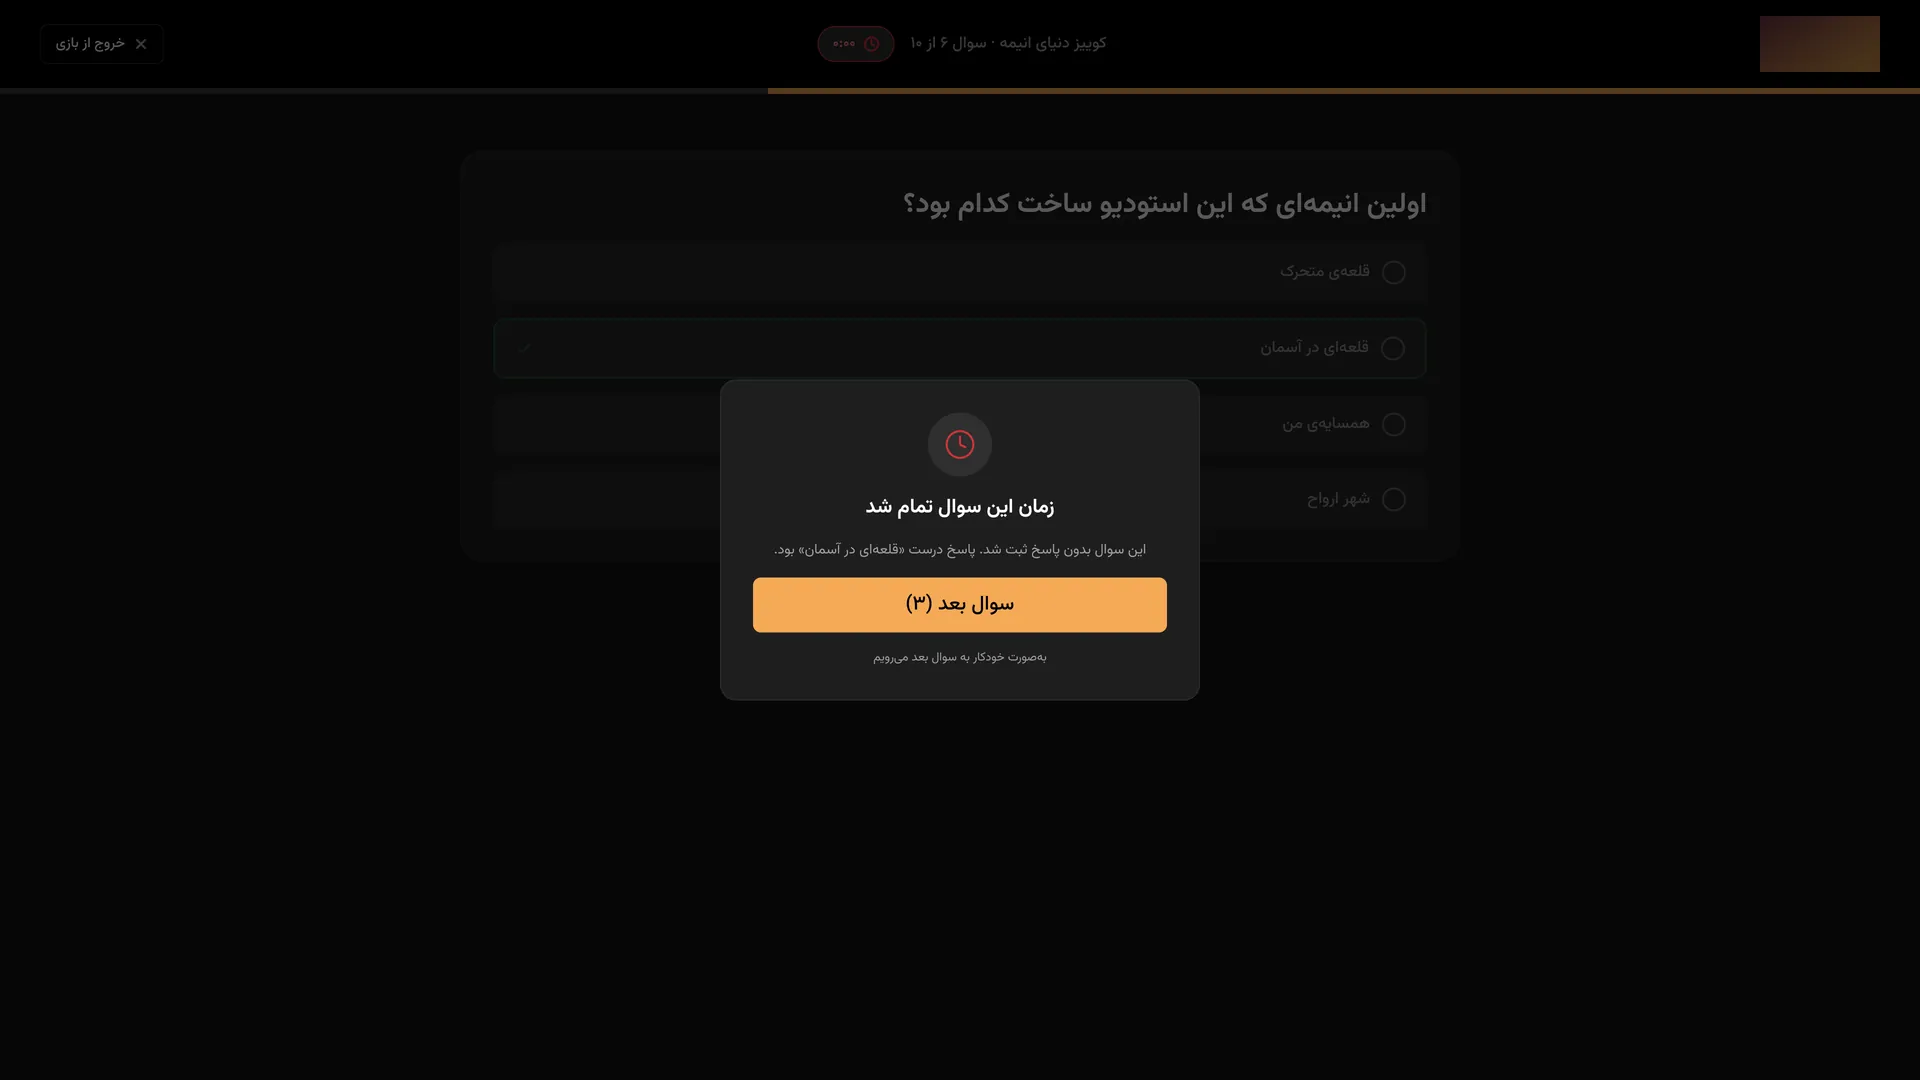 کوییز دنیای انیمه · سوال ۶ از ۱۰
۰:۰۰
خروج از بازی
اولین انیمه‌ای که این استودیو ساخت کدام بود؟
قلعه‌ی متحرک
قلعه‌ای در آسمان
همسایه‌ی من
شهر ارواح
زمان این سوال تمام شد
این سوال بدون پاسخ ثبت شد. پاسخ درست «قلعه‌ای در آسمان» بود.
سوال بعد (۳)
به‌صورت خودکار به سوال بعد می‌رویم